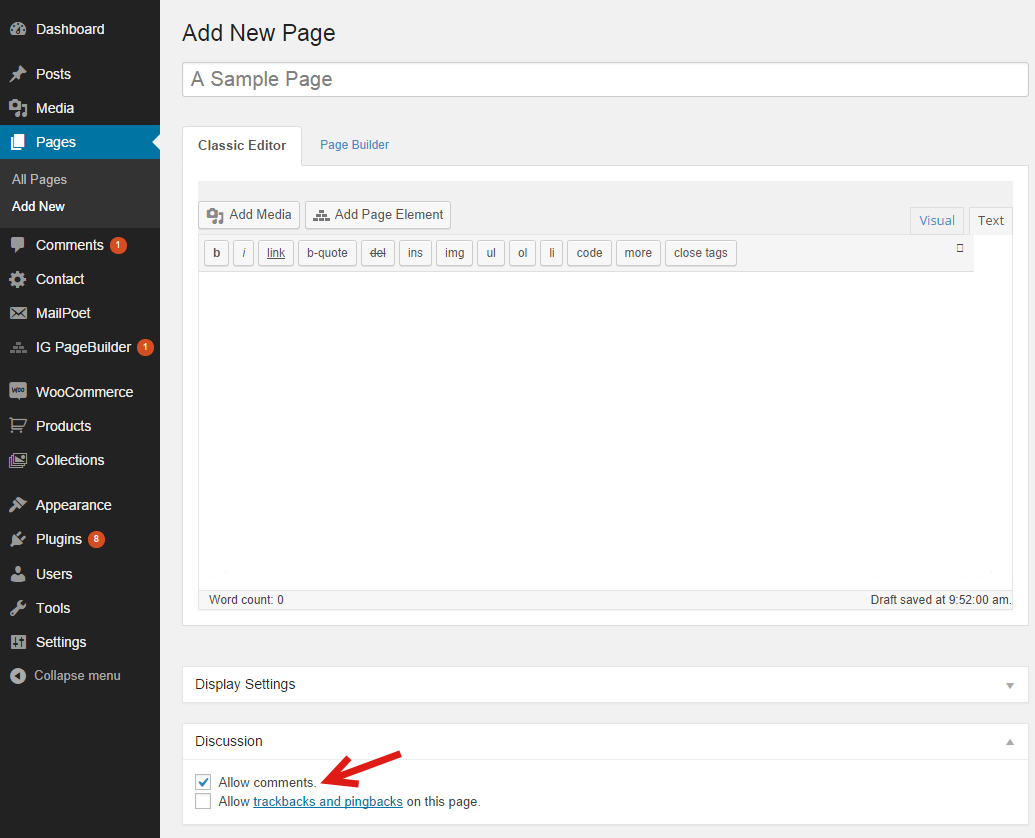 Dashboard
Posts
Media
Pages
All Pages
Add New
Comments 1
Contact
MailPoet
IG PageBuilder 1
WOO WooCommerce
Products
Collections
Appearance
Plugins 8
Users
Tools
Settings
Collapse menu
Add New Page
A Sample Page
Classic Editor Page Builder
Add Media Add Page Element Visual Text
b i link b-quote del ins img ul ol li code more close tags
Word count: 0 Draft saved at 9:52:00 am.
Display Settings
Discussion
Allow comments.
Allow trackbacks and pingbacks on this page.